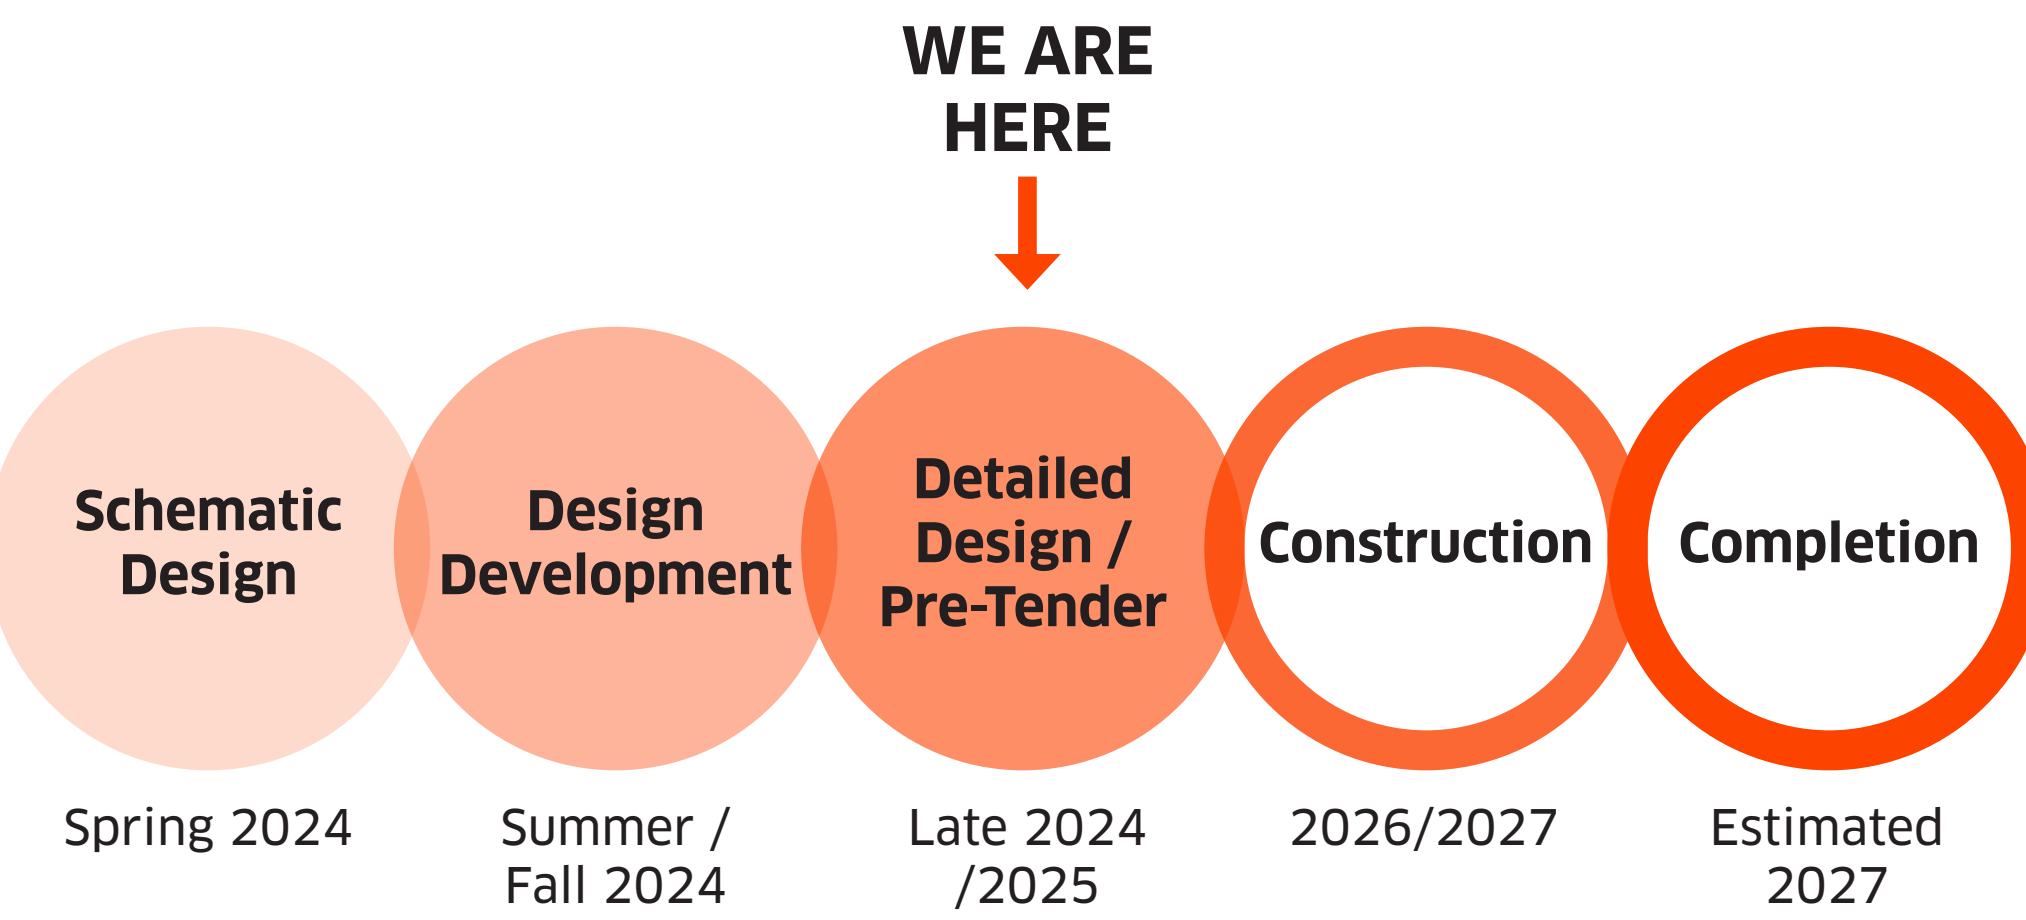 WE ARE
HERE
Schematic
Design
Design
Development
Detailed
Design /
Pre-Tender
Construction
Completion
Spring 2024
Summer /
Fall 2024
Late 2024
/2025
2026/2027
Estimated
2027